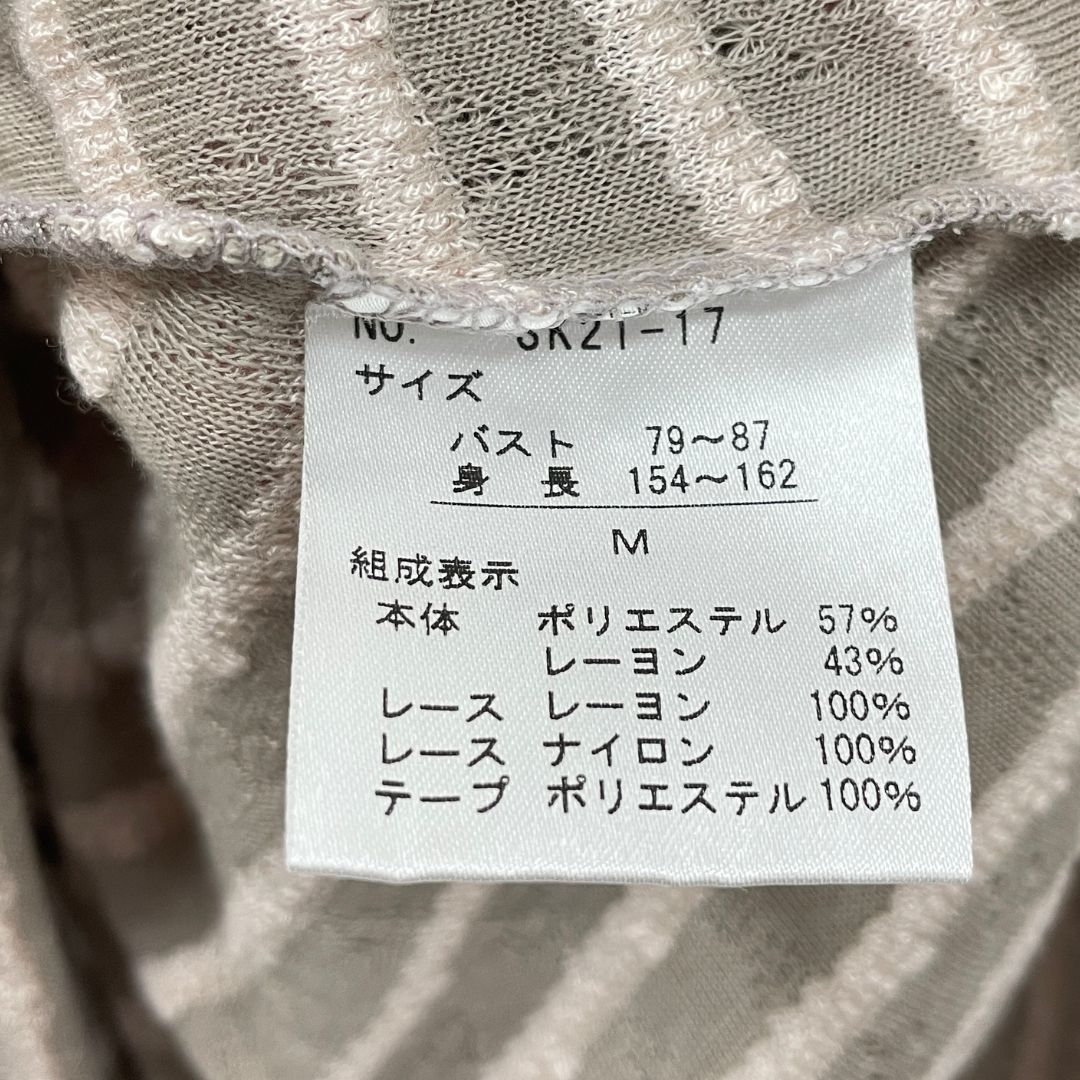 NO. SK21-17
サイズ
バスト 79～87
身長 154～162
M
組成表示
本体 ポリエステル 57%
レーヨン 43%
レース レーヨン 100%
レース ナイロン 100%
テープ ポリエステル 100%